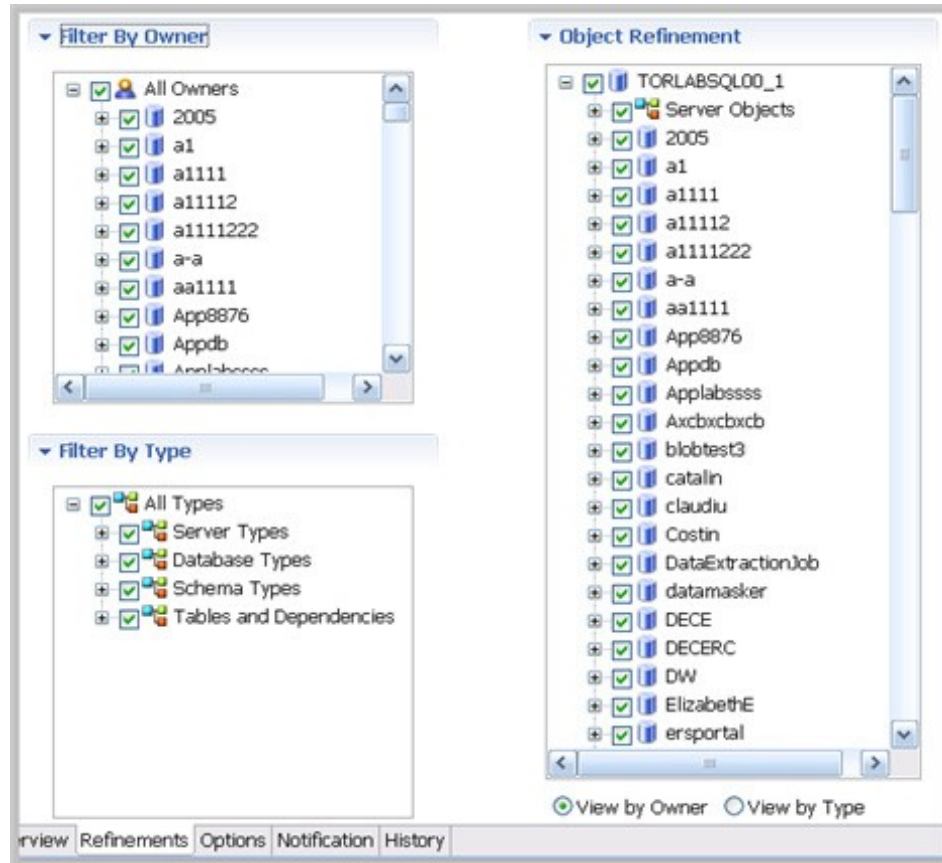 Filter By Owner
All Owners
2005
a1
a1111
a11112
a1111222
a-a
aa1111
App8876
Appdb
Applabssss
Filter By Type
All Types
Server Types
Database Types
Schema Types
Tables and Dependencies
Object Refinement
TORLABSQL00_1
Server Objects
2005
a1
a1111
a11112
a1111222
a-a
aa1111
App8876
Appdb
Applabssss
Axcbxcbxcb
blobtest3
catalin
claudiu
Costin
DataExtractionJob
datamasker
DECE
DECERC
DW
ElizabethE
ersportal
View by Owner View by Type
rview Refinements Options Notification History